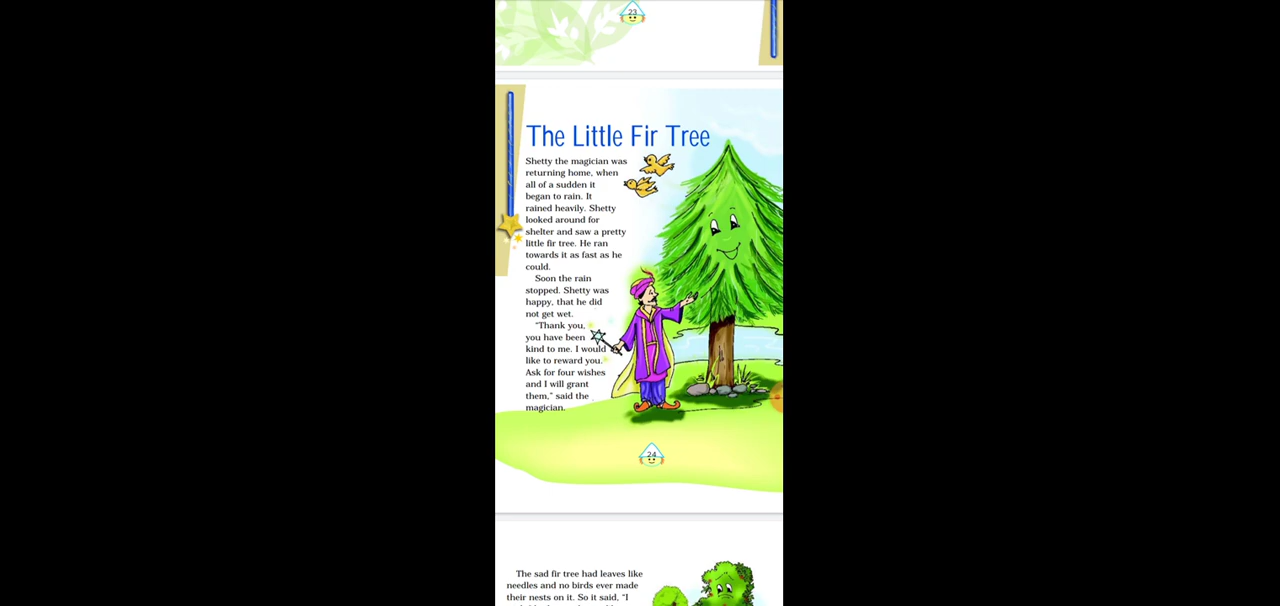 23
The Little Fir Tree
Shetty the magician was
returning home, when
all of a sudden it
began to rain. It
rained heavily. Shetty
looked around for
shelter and saw a pretty
little fir tree. He ran
towards it as fast as he
could.
Soon the rain
stopped. Shetty was
happy, that he did
not get wet.
"Thank you,
you have been
kind to me. I would
like to reward you.
Ask for four wishes
and I will grant
them," said the
magician.
24
The sad fir tree had leaves like
needles and no birds ever made
their nests on it. So it said, "I